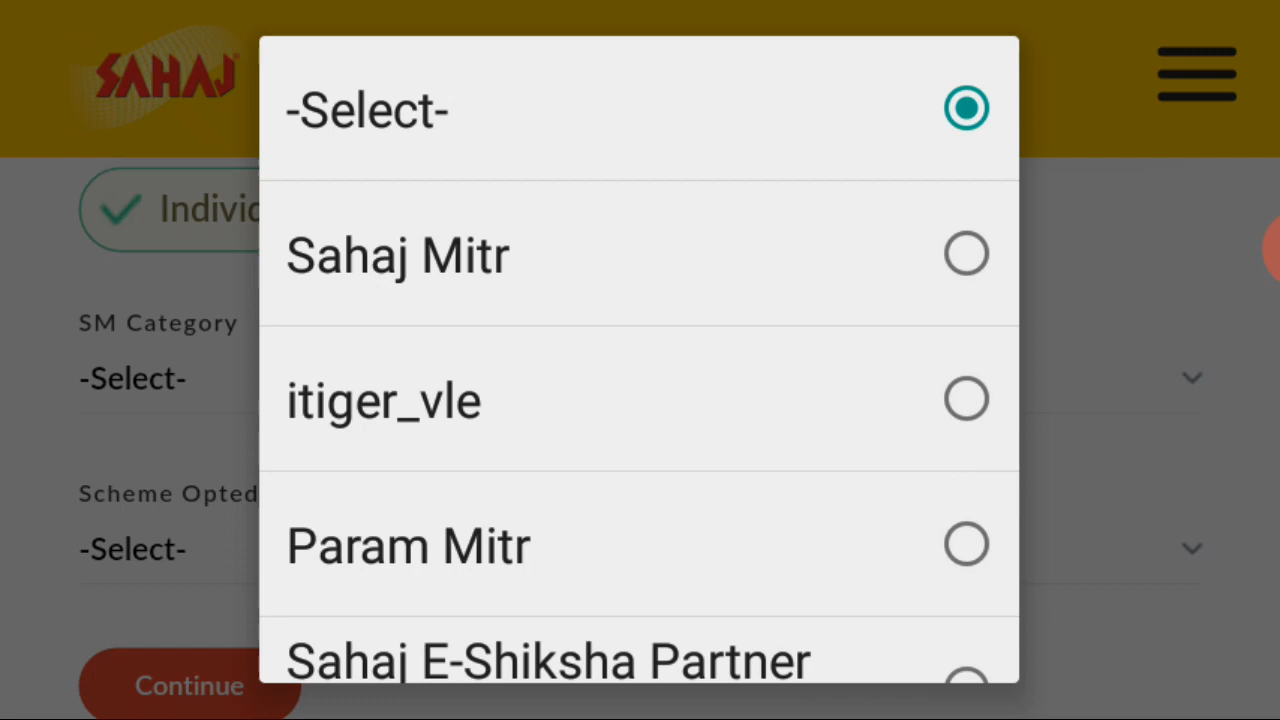 SAHAJ
-Select-
Sahaj Mitr
itiger_vle
Param Mitr
Sahaj E-Shiksha Partner
SM Category
-Select-
Scheme Opted
-Select-
Continue